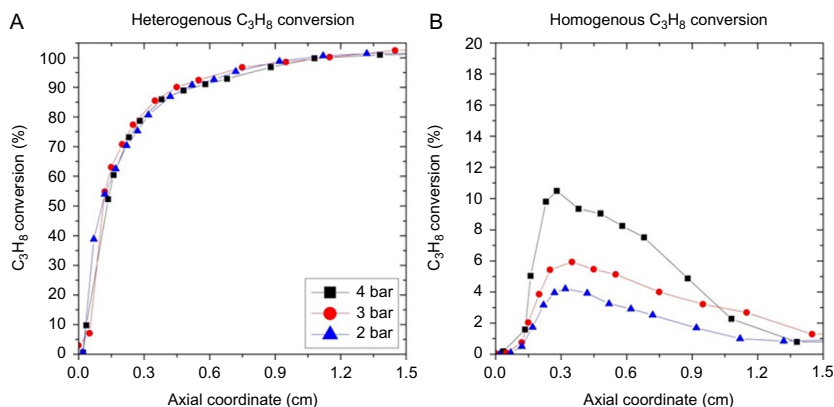 A
Heterogenous C₃H₈ conversion
C₃H₈ conversion (%)
100
90
80
70
60
50
40
30
20
10
0
4 bar
3 bar
2 bar
0.0 0.3 0.6 0.9 1.2 1.5
Axial coordinate (cm)
B
Homogenous C₃H₈ conversion
C₃H₈ conversion (%)
20
18
16
14
12
10
8
6
4
2
0
0.0 0.3 0.6 0.9 1.2 1.5
Axial coordinate (cm)